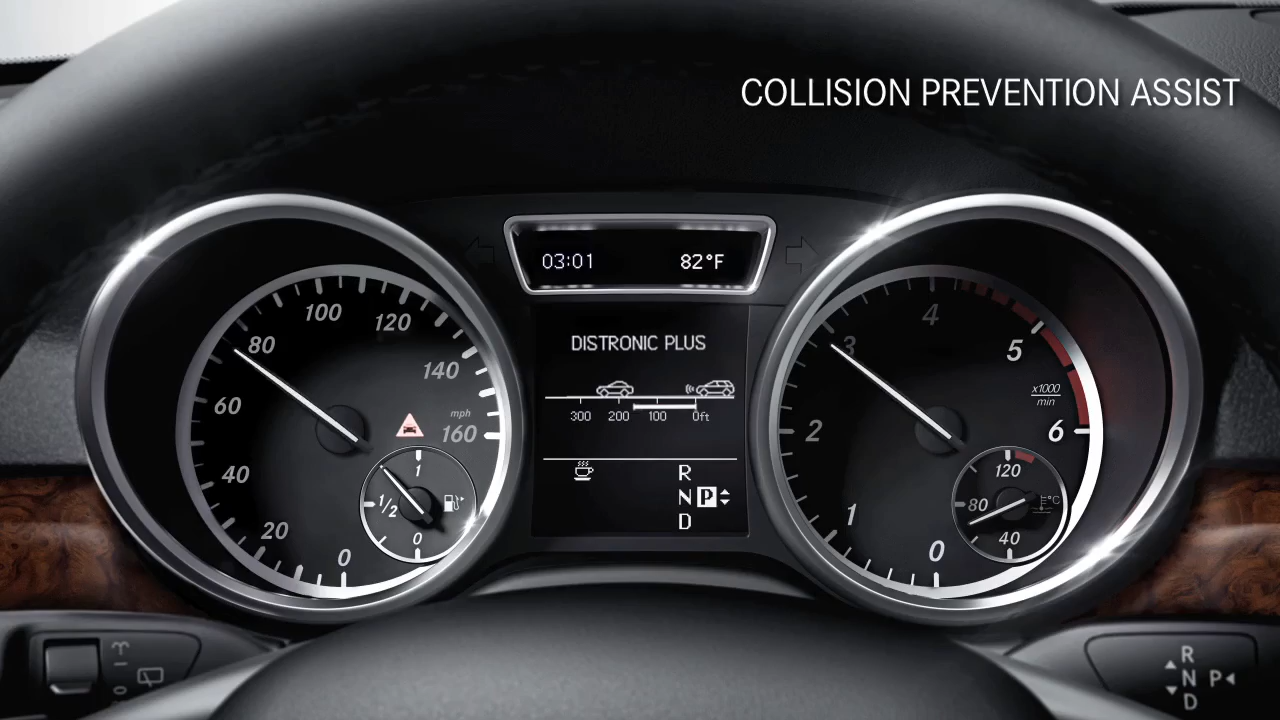 COLLISION PREVENTION ASSIST
03:01 82°F
DISTRONIC PLUS
300 200 100 0ft
R
N P
D
0
20
40
60
80
100
120
140
160
mph
1
1/2
0
0
1
2
3
4
5
6
x1000
min
120
80
40
°C
R
N P
D